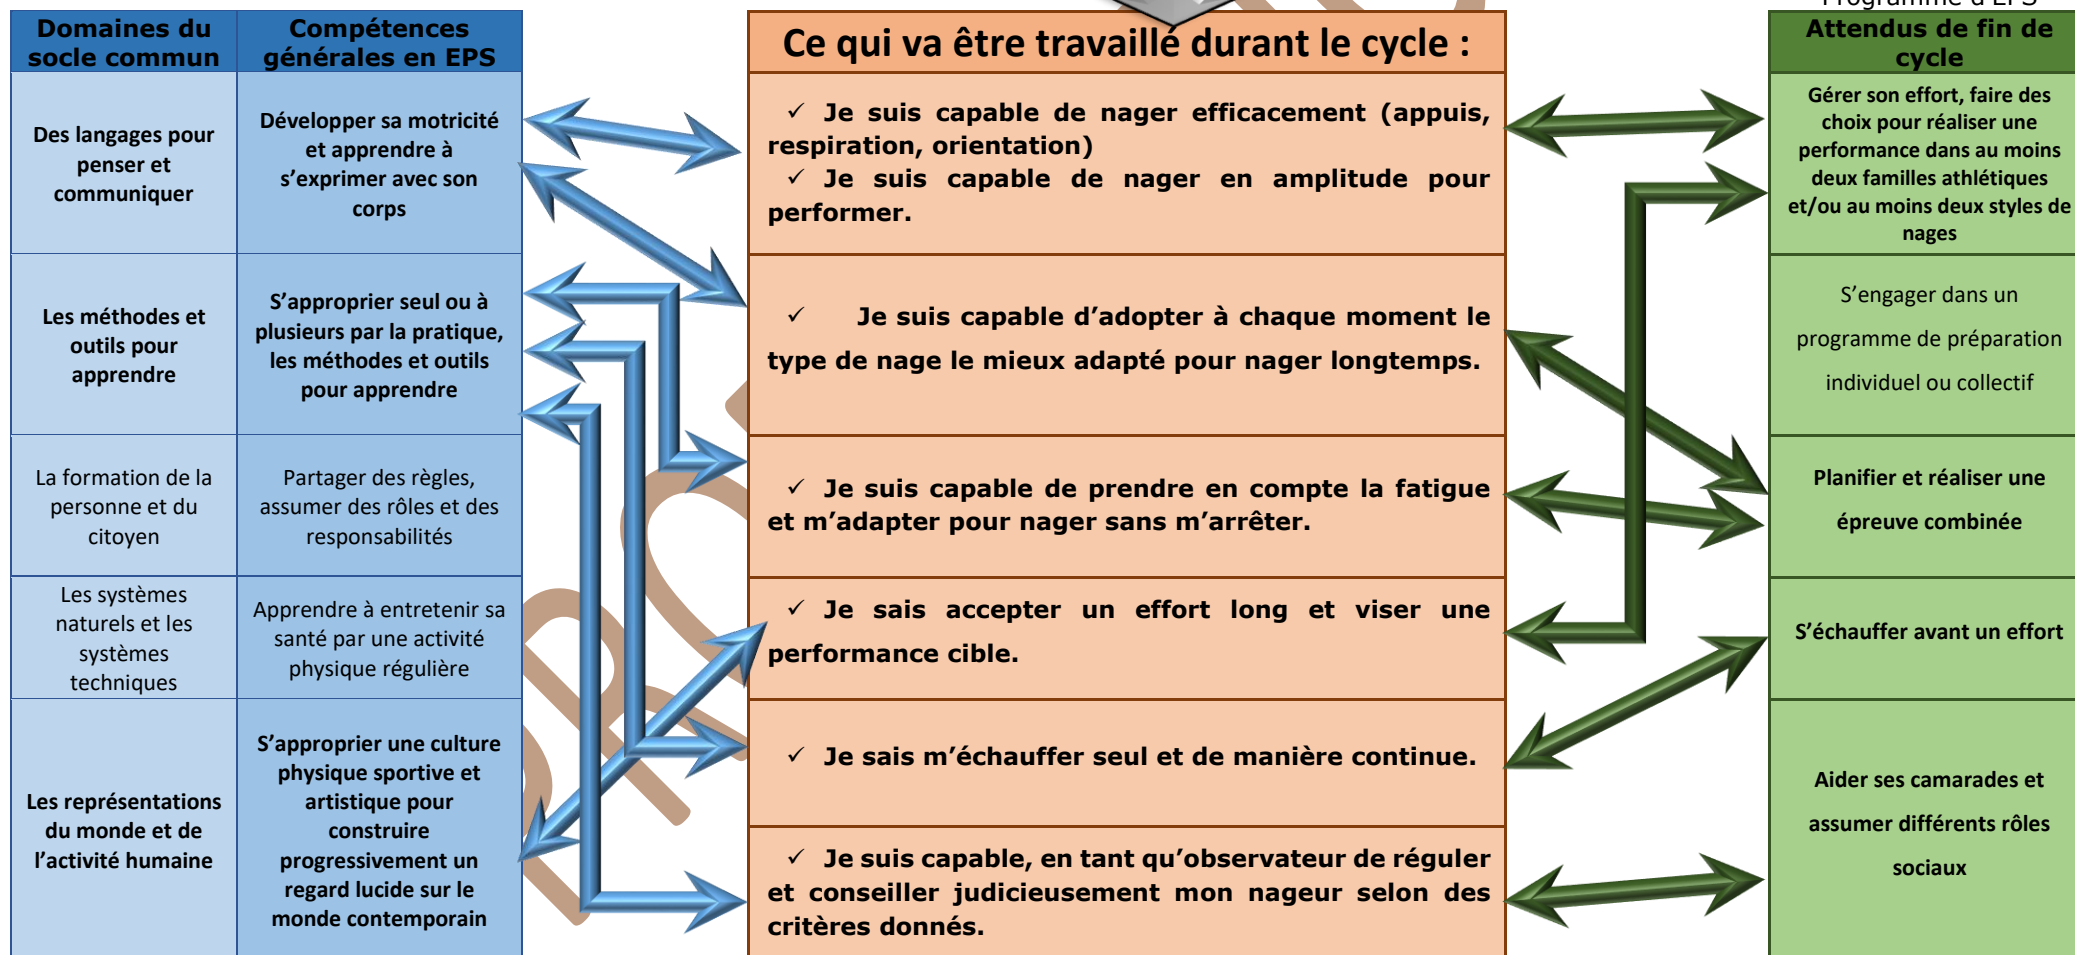 Programme d'EPS
Domaines du
socle commun
Compétences
générales en EPS
Ce qui va être travaillé durant le cycle :
Attendus de fin de
cycle
Des langages pour
penser et
communiquer
Développer sa motricité
et apprendre à
s'exprimer avec son
corps
✓ Je suis capable de nager efficacement (appuis,
respiration, orientation)
✓ Je suis capable de nager en amplitude pour
performer.
Gérer son effort, faire des
choix pour réaliser une
performance dans au moins
deux familles athlétiques
et/ou au moins deux styles de
nages
Les méthodes et
outils pour
apprendre
S'approprier seul ou à
plusieurs par la pratique,
les méthodes et outils
pour apprendre
✓ Je suis capable d'adopter à chaque moment le
type de nage le mieux adapté pour nager longtemps.
S'engager dans un
programme de préparation
individuel ou collectif
La formation de la
personne et du
citoyen
Partager des règles,
assumer des rôles et des
responsabilités
✓ Je suis capable de prendre en compte la fatigue
et m'adapter pour nager sans m'arrêter.
Planifier et réaliser une
épreuve combinée
Les systèmes
naturels et les
systèmes
techniques
Apprendre à entretenir sa
santé par une activité
physique régulière
✓ Je sais accepter un effort long et viser une
performance cible.
S'échauffer avant un effort
Les représentations
du monde et de
l'activité humaine
S'approprier une culture
physique sportive et
artistique pour
construire
progressivement un
regard lucide sur le
monde contemporain
✓ Je sais m'échauffer seul et de manière continue.
✓ Je suis capable, en tant qu'observateur de réguler
et conseiller judicieusement mon nageur selon des
critères donnés.
Aider ses camarades et
assumer différents rôles
sociaux